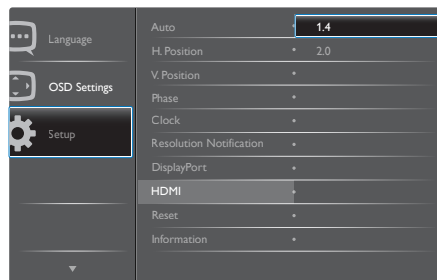 Language
OSD Settings
Setup
Auto
H. Position
V. Position
Phase
Clock
Resolution Notification
DisplayPort
HDMI
Reset
Information
1.4
2.0